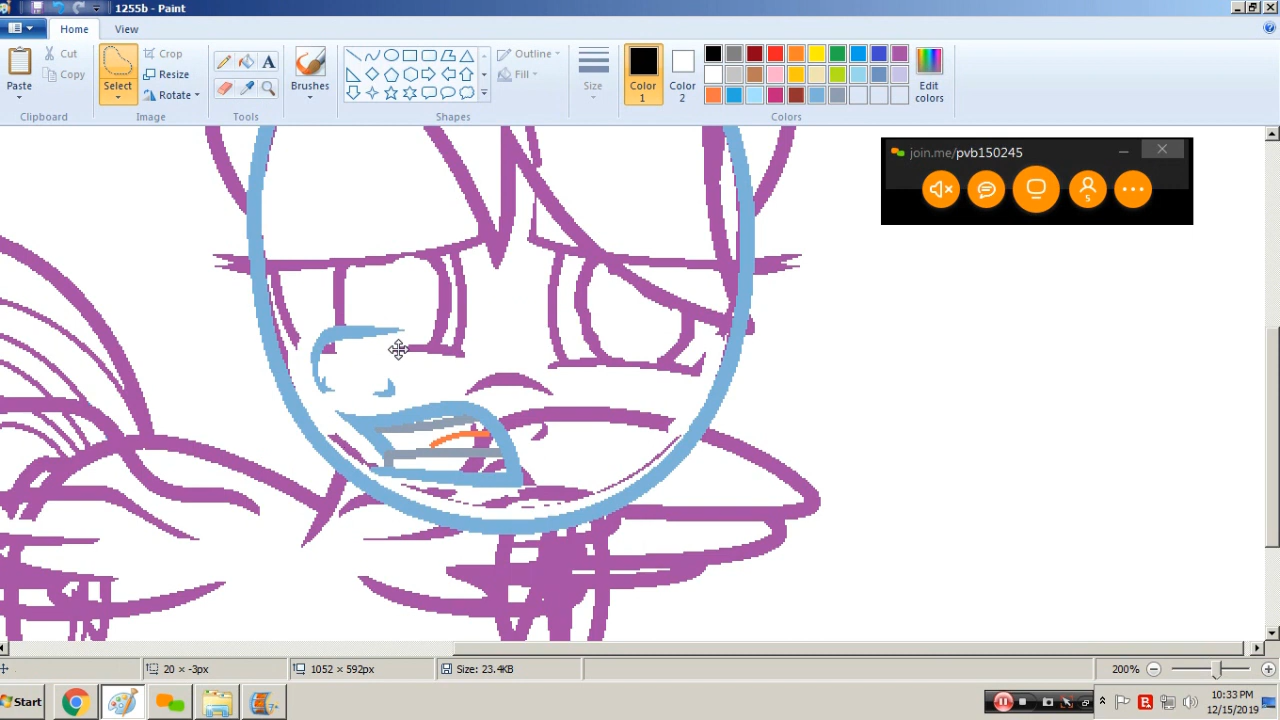 1255b - Paint
Home
View
Paste
Cut
Copy
Clipboard
Select
Crop
Resize
Rotate
Image
A
Tools
Brushes
Outline
Fill
Shapes
Size
Color
1
Color
2
Edit
colors
Colors
join.me/pvb150245
5
20 × -3px
1052 × 592px
Size: 23.4KB
200%
Start
10:33 PM
12/15/2019